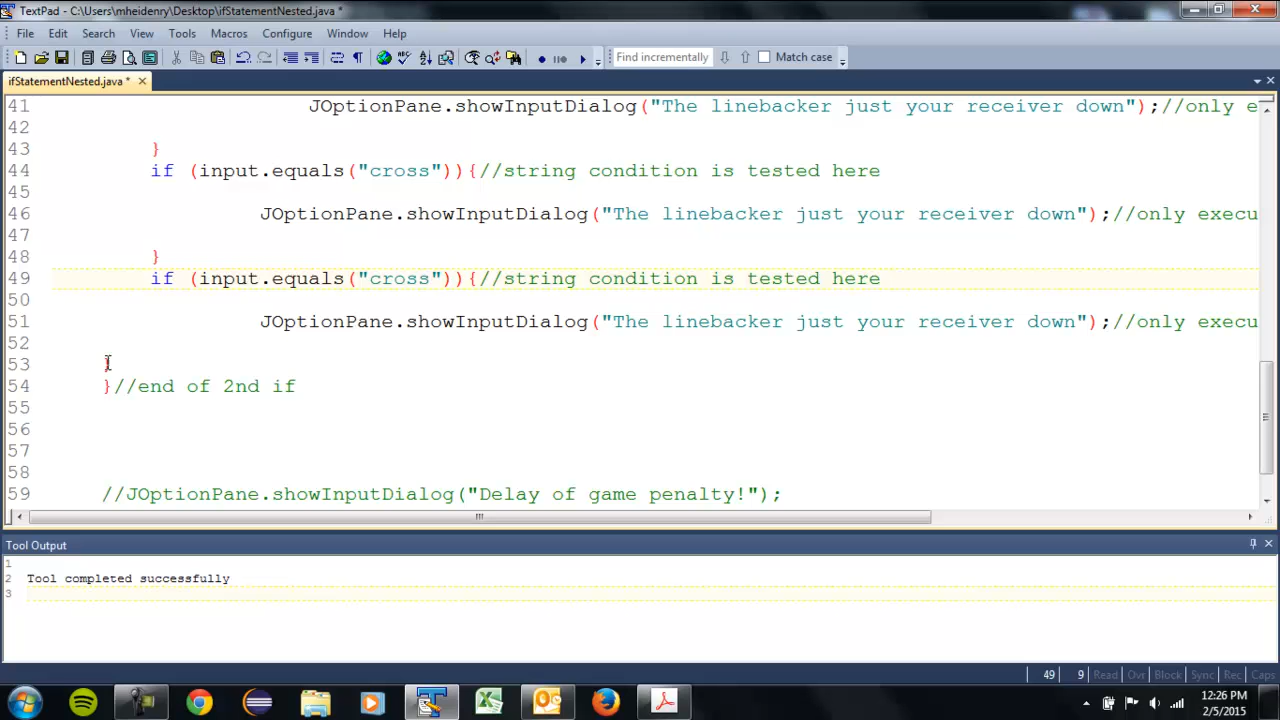 TextPad - C:\Users\mheidenry\Desktop\ifStatementNested.java *
File Edit Search View Tools Macros Configure Window Help
Find incrementally Match case
ifStatementNested.java *
41 JOptionPane.showInputDialog("The linebacker just your receiver down");//only e
42
43 }
44 if (input.equals("cross")){//string condition is tested here
45
46 JOptionPane.showInputDialog("The linebacker just your receiver down");//only execu
47
48 }
49 if (input.equals("cross")){//string condition is tested here
50
51 JOptionPane.showInputDialog("The linebacker just your receiver down");//only execu
52
53 }
54 }//end of 2nd if
55
56
57
58
59 //JOptionPane.showInputDialog("Delay of game penalty!");
Tool Output
1
2 Tool completed successfully
3
49 9 Read Ovr Block Sync Rec Caps
12:26 PM
2/5/2015